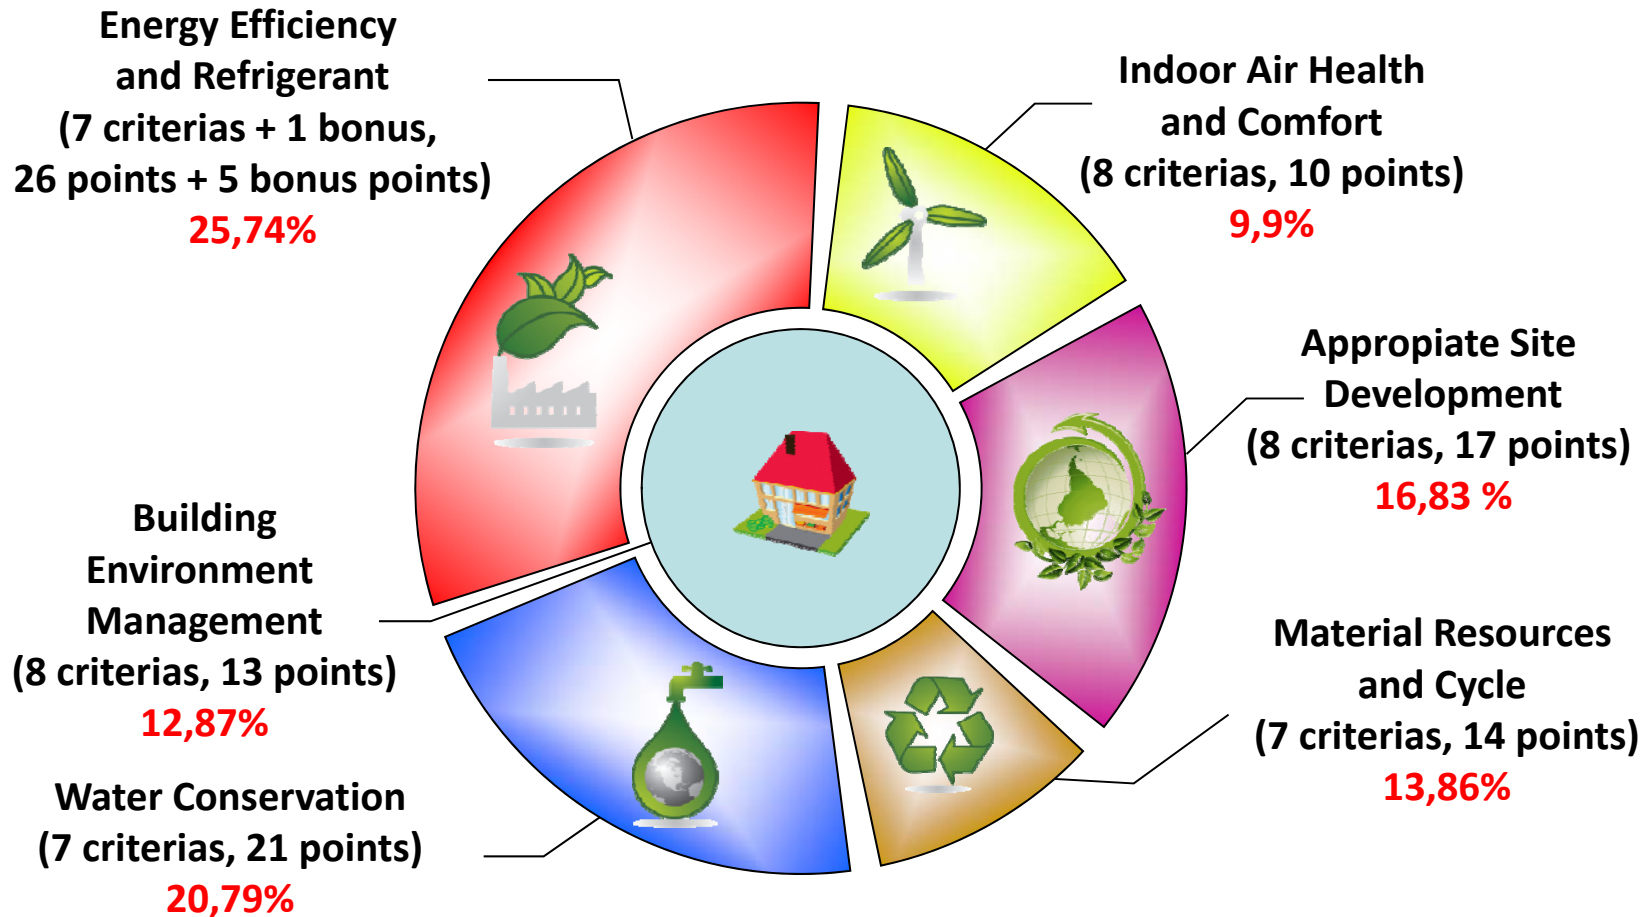 Energy Efficiency
and Refrigerant
(7 criterias + 1 bonus,
26 points + 5 bonus points)
25,74%
Indoor Air Health
and Comfort
(8 criterias, 10 points)
9,9%
Appropiate Site
Development
(8 criterias, 17 points)
16,83 %
Building
Environment
Management
(8 criterias, 13 points)
12,87%
Material Resources
and Cycle
(7 criterias, 14 points)
13,86%
Water Conservation
(7 criterias, 21 points)
20,79%